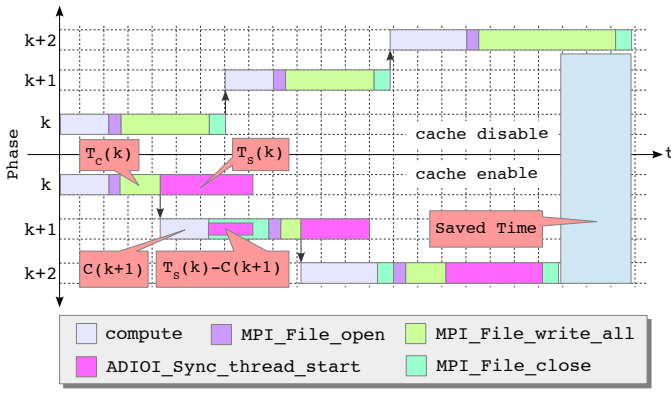 k+2
k+1
k
cache disable
Phase
t
T_c(k)
T_s(k)
cache enable
k
k+1
Saved Time
C(k+1)
T_s(k)-C(k+1)
k+2
compute
MPI_File_open
MPI_File_write_all
ADIOI_Sync_thread_start
MPI_File_close